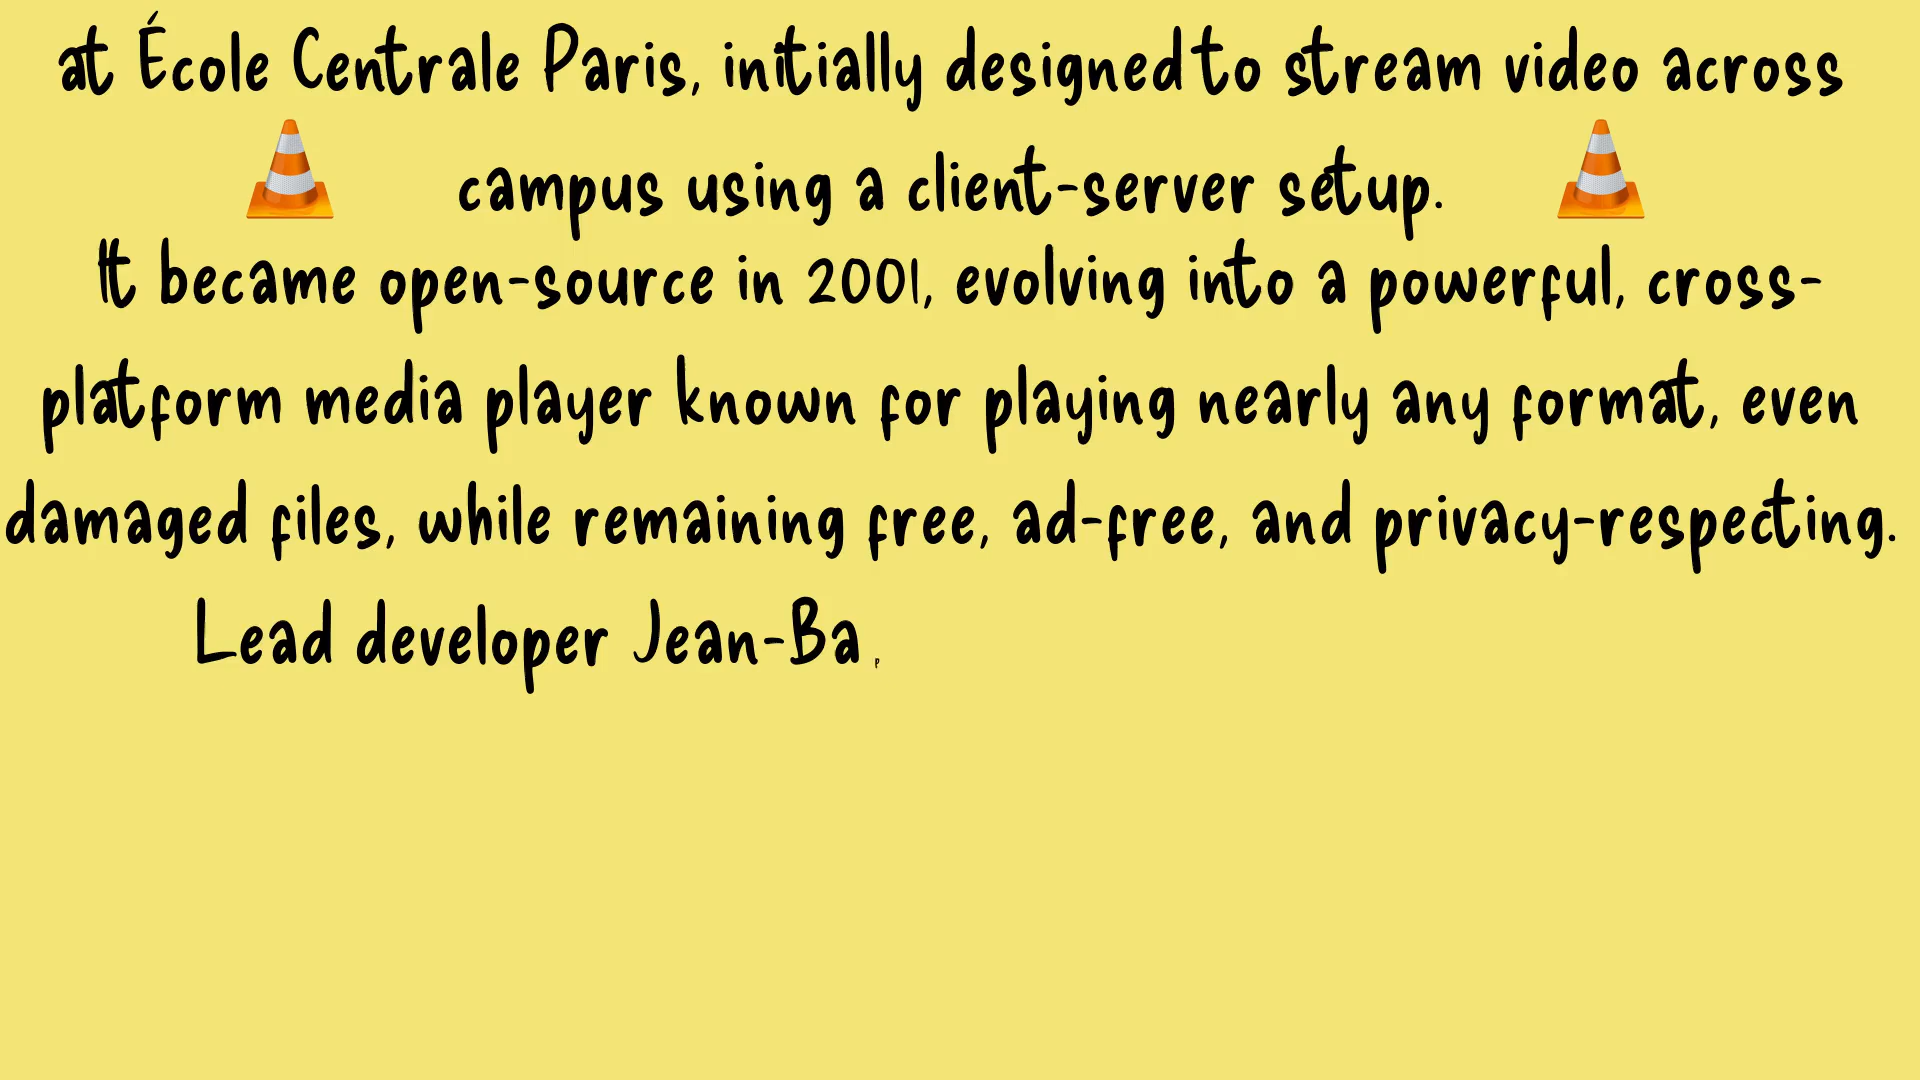 at École Centrale Paris, initially designed to stream video across
campus using a client-server setup.
It became open-source in 2001, evolving into a powerful, cross-
platform media player known for playing nearly any format, even
damaged files, while remaining free, ad-free, and privacy-respecting.
Lead developer Jean-Bap